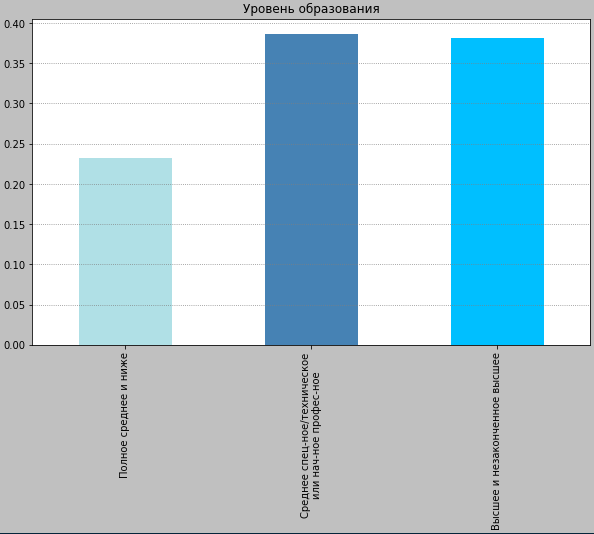 Уровень образования
0.40
0.35
0.30
0.25
0.20
0.15
0.10
0.05
0.00
Полное среднее и ниже
Среднее спец-ное/техническое
или нач-ное профес-ное
Высшее и незаконченное высшее